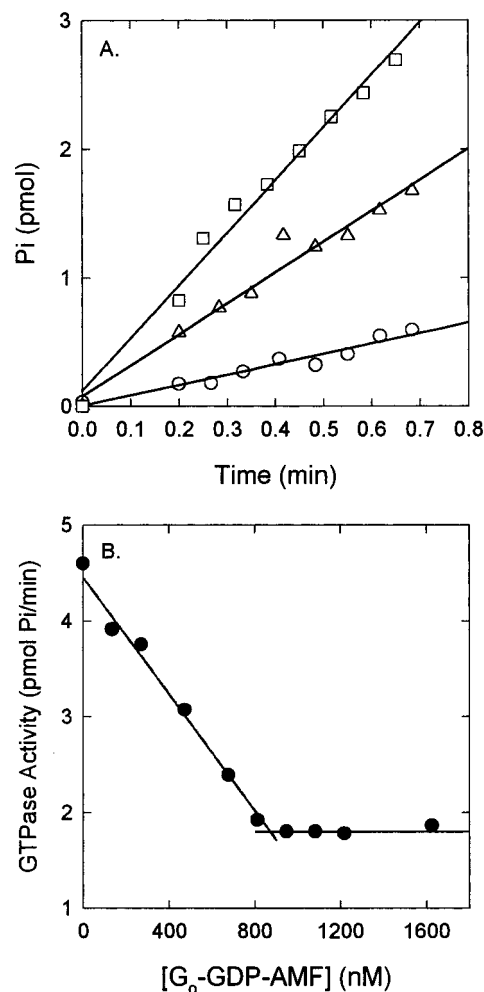 A.
3
2
1
0
Pi (pmol)
0.0 0.1 0.2 0.3 0.4 0.5 0.6 0.7 0.8
Time (min)
B.
5
4
3
2
1
GTPase Activity (pmol Pi/min)
0 400 800 1200 1600
[Go-GDP-AMF] (nM)